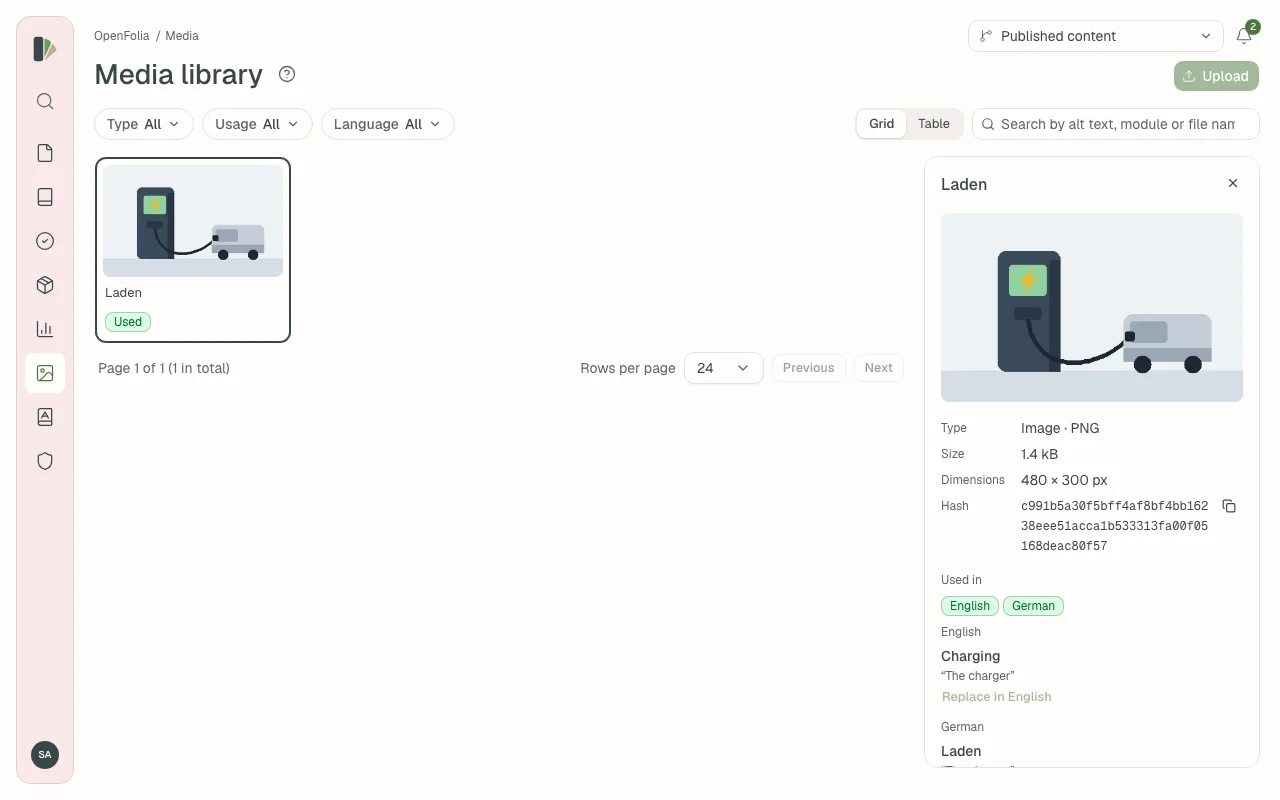 OpenFolia / Media
Published content
2
Media library
Upload
Type All
Usage All
Language All
Grid
Table
Search by alt text, module or file nam
Laden
Used
Page 1 of 1 (1 in total)
Rows per page
24
Previous
Next
SA
Laden
Type Image · PNG
Size 1.4 kB
Dimensions 480 × 300 px
Hash c991b5a30f5bff4af8bf4bb162
38eee51acca1b533313fa00f05
168deac80f57
Used in
English German
English
Charging
“The charger”
Replace in English
German
Laden